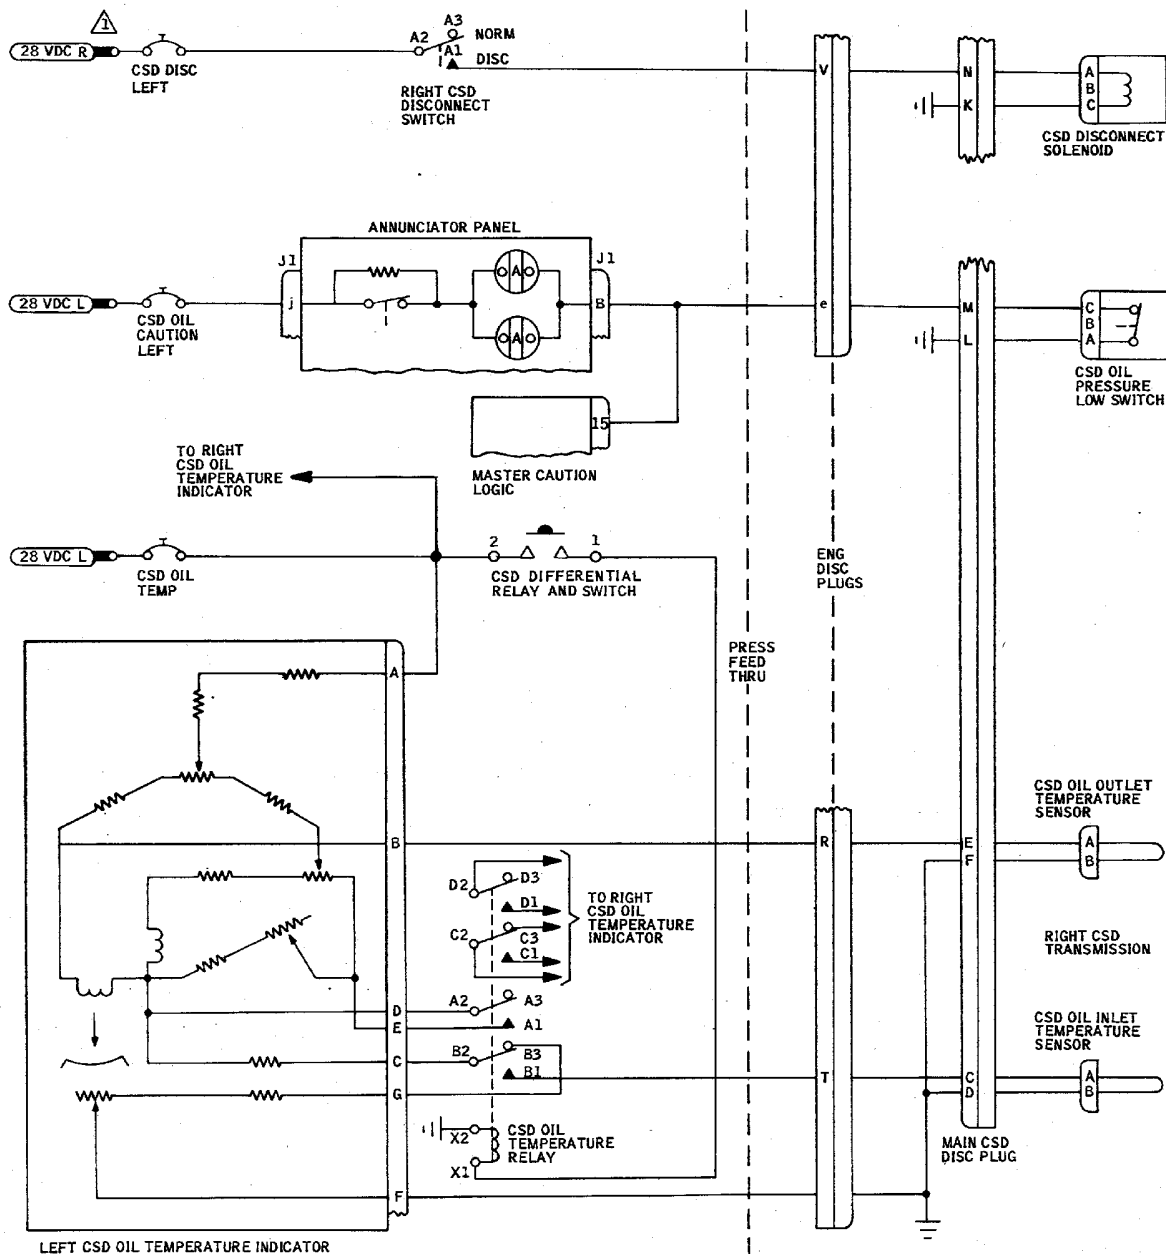 1
28 VDC R
CSD DISC
LEFT
A3
A2
NORM
A1
DISC
RIGHT CSD
DISCONNECT
SWITCH
V
N
K
A
B
C
CSD DISCONNECT
SOLENOID
ANNUNCIATOR PANEL
J1
J1
28 VDC L
CSD OIL
CAUTION
LEFT
j
A
A
B
e
M
L
C
B
A
CSD OIL
PRESSURE
LOW SWITCH
15
MASTER CAUTION
LOGIC
TO RIGHT
CSD OIL
TEMPERATURE
INDICATOR
28 VDC L
CSD OIL
TEMP
2
1
CSD DIFFERENTIAL
RELAY AND SWITCH
ENG
DISC
PLUGS
PRESS
FEED
THRU
A
B
R
E
F
CSD OIL OUTLET
TEMPERATURE
SENSOR
A
B
D2
D3
D1
C2
C3
C1
TO RIGHT
CSD OIL
TEMPERATURE
INDICATOR
RIGHT CSD
TRANSMISSION
D
E
A2
A3
A1
C
B2
B3
B1
G
T
C
D
CSD OIL INLET
TEMPERATURE
SENSOR
A
B
X2
X1
CSD OIL
TEMPERATURE
RELAY
MAIN CSD
DISC PLUG
F
LEFT CSD OIL TEMPERATURE INDICATOR